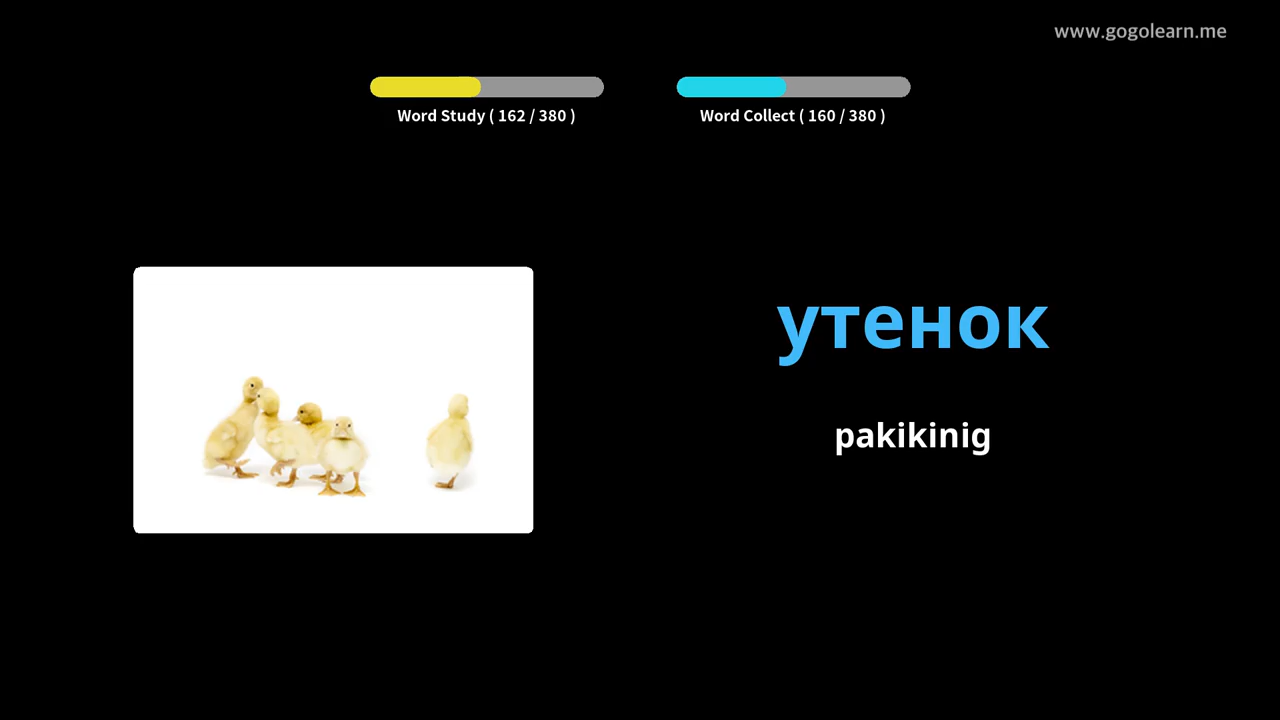 www.gogolearn.me
Word Study ( 162 / 380 )
Word Collect ( 160 / 380 )
утенок
pakikinig